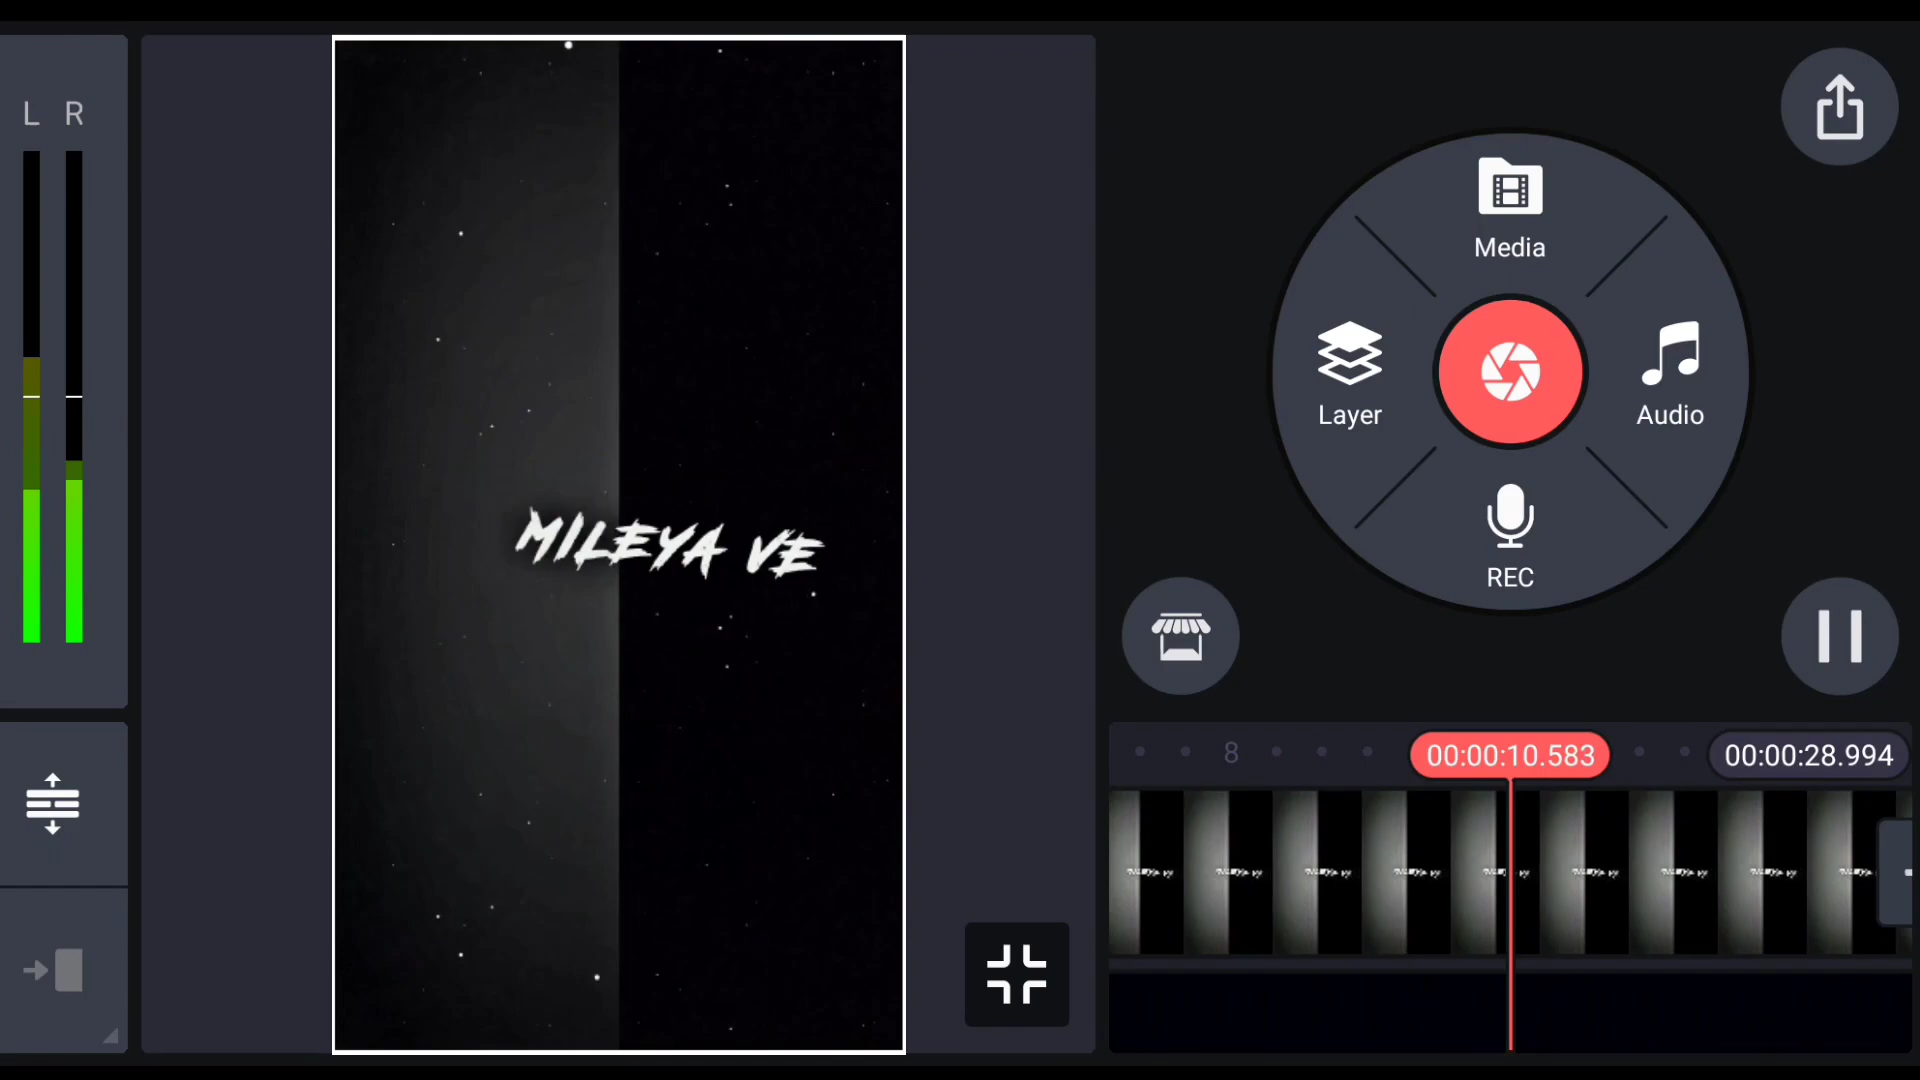 L R
MILEYA VE
Media
Layer
Audio
REC
8
00:00:10.583
00:00:28.994